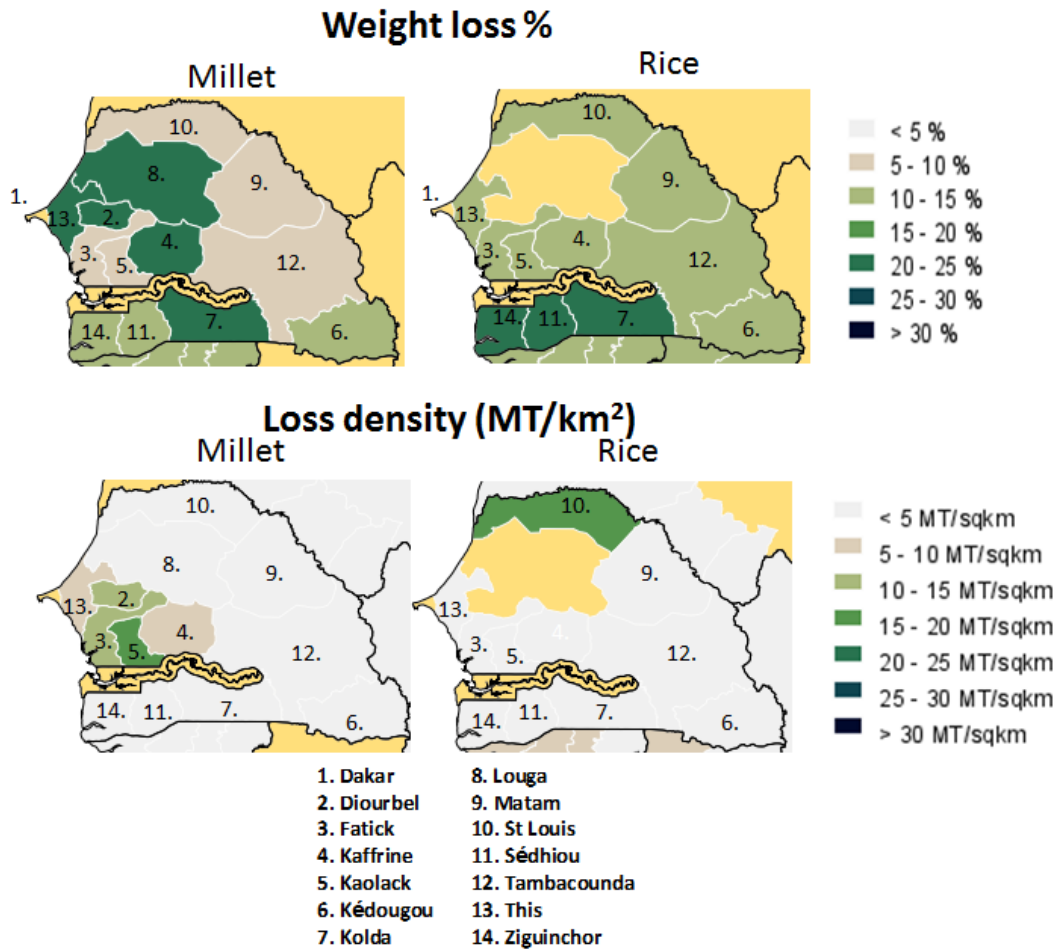 Weight loss %
Millet
Rice
10.
8.
9.
1.
13.
2.
4.
3.
5.
12.
14.
11.
7.
6.
10.
9.
1.
13.
4.
3.
5.
12.
14.
11.
7.
6.
< 5 %
5 - 10 %
10 - 15 %
15 - 20 %
20 - 25 %
25 - 30 %
> 30 %
Loss density (MT/km²)
Millet
Rice
10.
8.
9.
13.
2.
3.
4.
5.
12.
14.
11.
7.
6.
10.
9.
13.
3.
4.
5.
12.
14.
11.
7.
6.
< 5 MT/sqkm
5 - 10 MT/sqkm
10 - 15 MT/sqkm
15 - 20 MT/sqkm
20 - 25 MT/sqkm
25 - 30 MT/sqkm
> 30 MT/sqkm
1. Dakar
2. Diourbel
3. Fatick
4. Kaffrine
5. Kaolack
6. Kédougou
7. Kolda
8. Louga
9. Matam
10. St Louis
11. Sédhiou
12. Tambacounda
13. This
14. Ziguinchor